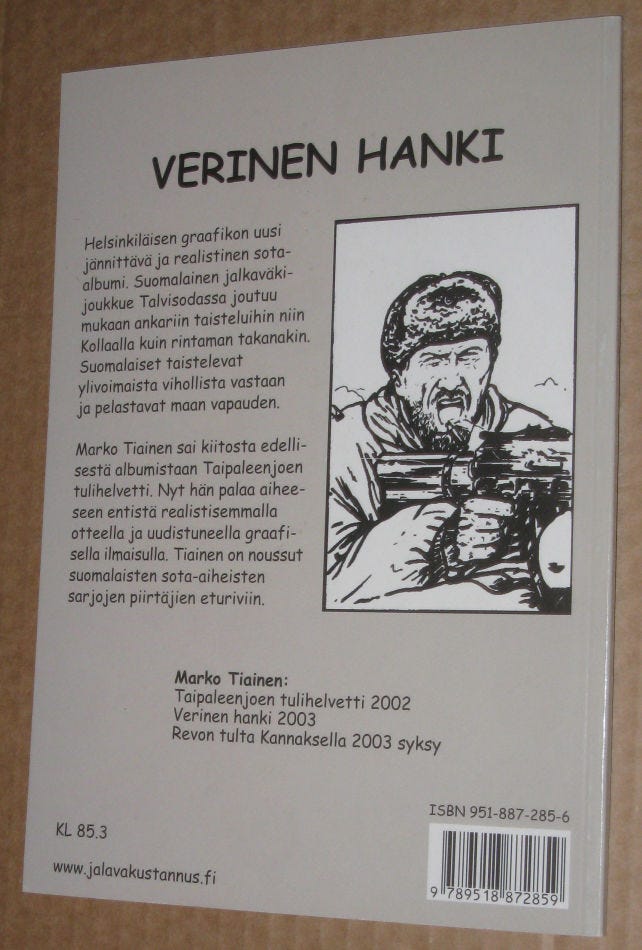 VERINEN HANKI
Helsinkiläisen graafikon uusi
jännittävä ja realistinen sota-
albumi. Suomalainen jalkaväki-
joukkue Talvisodassa joutuu
mukaan ankariin taisteluihin niin
Kollaalla kuin rintaman takanakin.
Suomalaiset taistelevat
ylivoimaista vihollista vastaan
ja pelastavat maan vapauden.
Marko Tiainen sai kiitosta edelli-
sestä albumistaan Taipaleenjoen
tulihelvetti. Nyt hän palaa aihee-
seen entistä realistisemmalla
otteella ja uudistuneella graafi-
sella ilmaisulla. Tiainen on noussut
suomalaisten sota-aiheisten
sarjojen piirtäjien eturiviin.
Marko Tiainen:
Taipaleenjoen tulihelvetti 2002
Verinen hanki 2003
Revon tulta Kannaksella 2003 syksy
ISBN 951-887-285-6
KL 85.3
www.jalavakustannus.fi
9 789518 872859